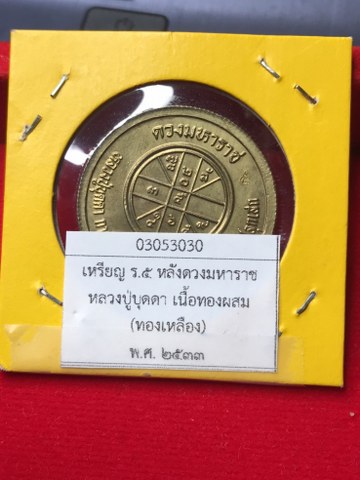 ดวงมหาราช
03053030
เหรียญ ร.๕ หลังดวงมหาราช
หลวงปู่บุดดา เนื้อทองผสม
(ทองเหลือง)
พ.ศ. ๒๕๓๓